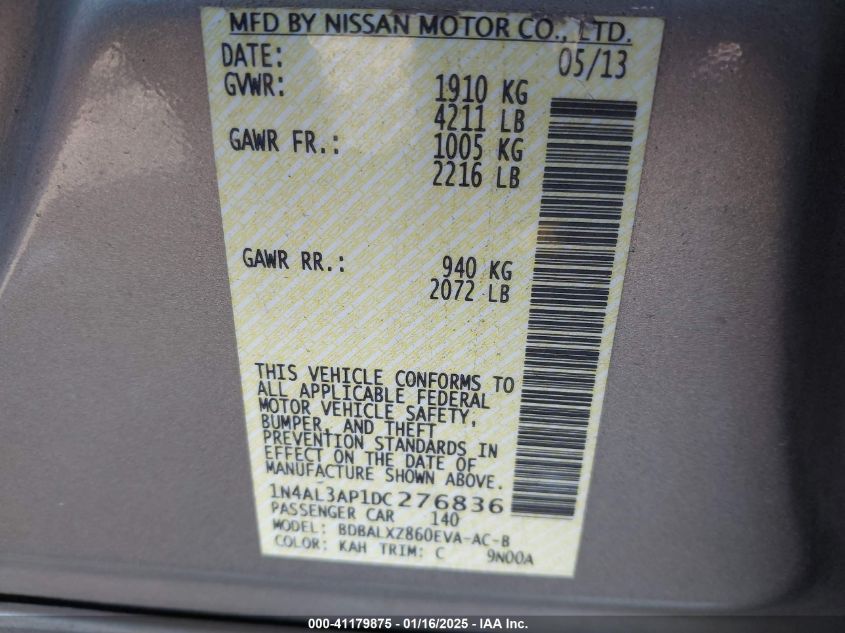 MFD BY NISSAN MOTOR CO., LTD.
DATE: 05/13
GVWR: 1910 KG
4211 LB
GAWR FR.: 1005 KG
2216 LB
GAWR RR.: 940 KG
2072 LB
THIS VEHICLE CONFORMS TO
ALL APPLICABLE FEDERAL
MOTOR VEHICLE SAFETY,
BUMPER, AND THEFT
PREVENTION STANDARDS IN
EFFECT ON THE DATE OF
MANUFACTURE SHOWN ABOVE.
1N4AL3AP1DC276836
PASSENGER CAR 140
MODEL: BDBALXZ860EVA-AC-B
COLOR: KAH TRIM: C 9N00A
000-41179875 - 01/16/2025 - IAA Inc.